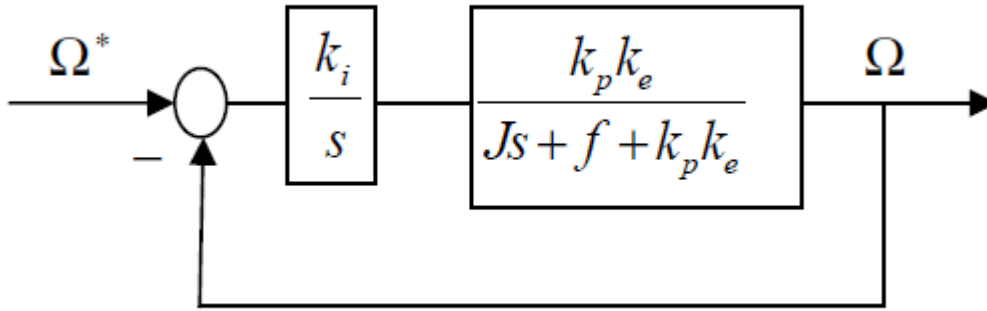 Ω*
k_i
s
k_p k_e
Js + f + k_p k_e
Ω
−